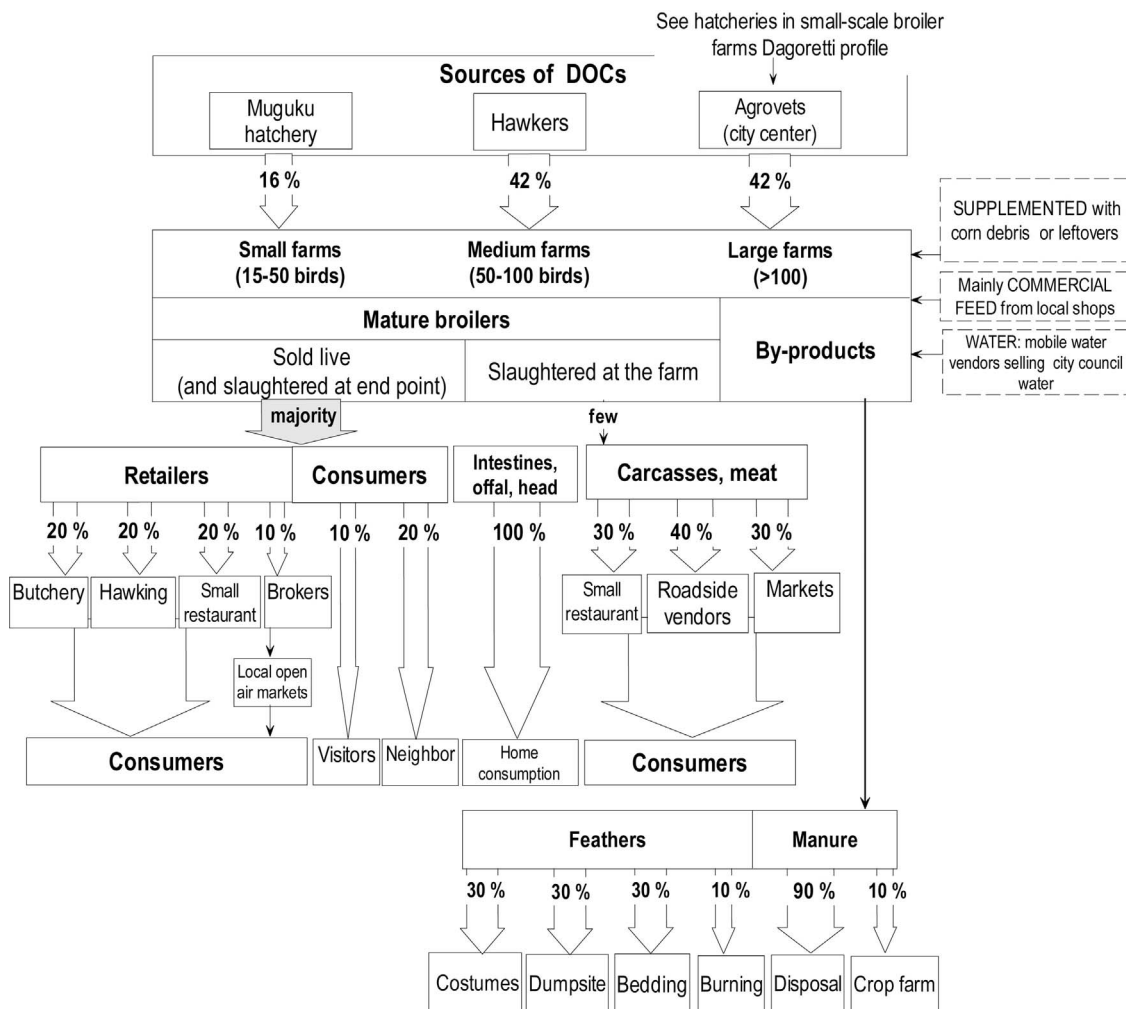 See hatcheries in small-scale broiler
farms Dagoretti profile
Sources of DOCs
Muguku
hatchery
Hawkers
Agrovets
(city center)
16 %
42 %
42 %
SUPPLEMENTED with
corn debris or leftovers
Small farms
(15-50 birds)
Medium farms
(50-100 birds)
Large farms
(>100)
Mainly COMMERCIAL
FEED from local shops
Mature broilers
By-products
WATER: mobile water
vendors selling city council
water
Sold live
(and slaughtered at end point)
Slaughtered at the farm
majority
few
Retailers
Consumers
Intestines,
offal, head
Carcasses, meat
20 %
20 %
20 %
10 %
10 %
20 %
100 %
30 %
40 %
30 %
Butchery
Hawking
Small
restaurant
Brokers
Small
restaurant
Roadside
vendors
Markets
Local open
air markets
Consumers
Visitors
Neighbor
Home
consumption
Consumers
Feathers
Manure
30 %
30 %
30 %
10 %
90 %
10 %
Costumes
Dumpsite
Bedding
Burning
Disposal
Crop farm